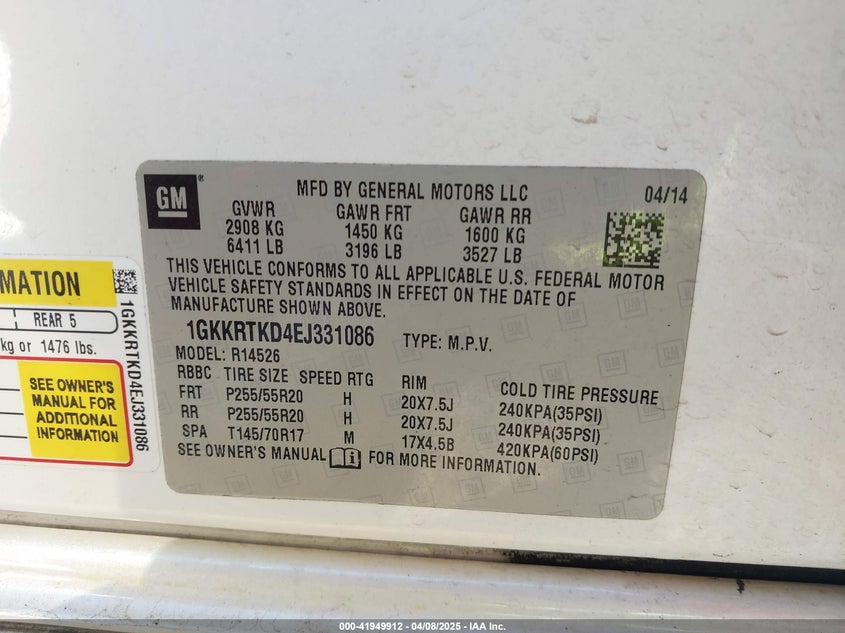 GM
MFD BY GENERAL MOTORS LLC 04/14
GVWR GAWR FRT GAWR RR
2908 KG 1450 KG 1600 KG
6411 LB 3196 LB 3527 LB
THIS VEHICLE CONFORMS TO ALL APPLICABLE U.S. FEDERAL MOTOR
VEHICLE SAFETY STANDARDS IN EFFECT ON THE DATE OF
MANUFACTURE SHOWN ABOVE.
1GKKRTKD4EJ331086 TYPE: M.P.V.
MODEL: R14526
RBBC TIRE SIZE SPEED RTG RIM COLD TIRE PRESSURE
FRT P255/55R20 H 20X7.5J 240KPA(35PSI)
RR P255/55R20 H 20X7.5J 240KPA(35PSI)
SPA T145/70R17 M 17X4.5B 420KPA(60PSI)
SEE OWNER'S MANUAL i FOR MORE INFORMATION.
MATION
REAR 5
kg or 1476 lbs.
SEE OWNER'S
MANUAL FOR
ADDITIONAL
INFORMATION
1GKKRTKD4EJ331086
000-41949912 - 04/08/2025 - IAA Inc.